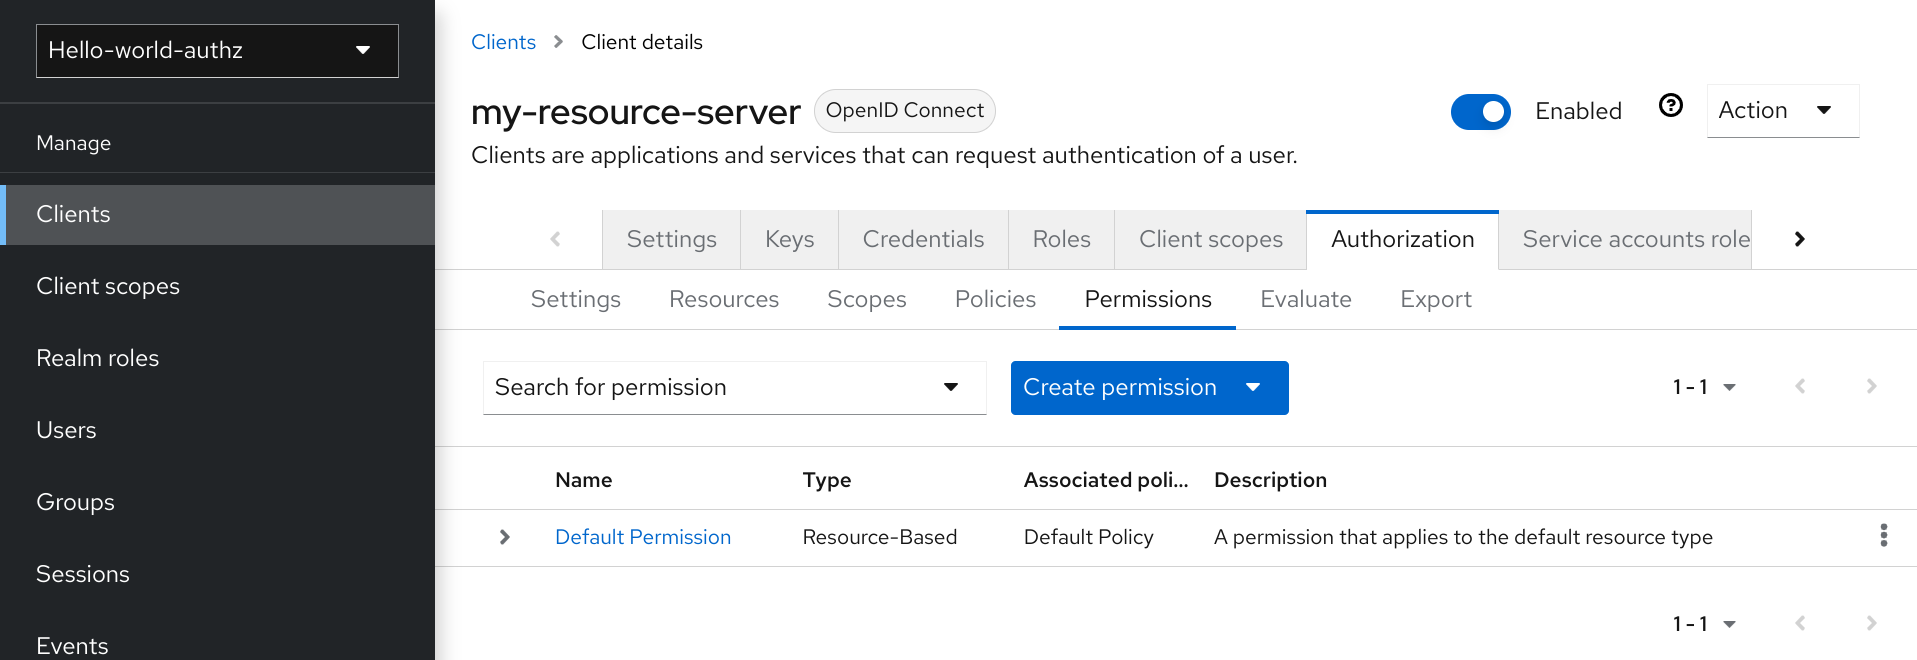 Hello-world-authz
Manage
Clients
Client scopes
Realm roles
Users
Groups
Sessions
Events
Clients > Client details
my-resource-server OpenID Connect
Enabled
Action
Clients are applications and services that can request authentication of a user.
Settings Keys Credentials Roles Client scopes Authorization Service accounts role
Settings Resources Scopes Policies Permissions Evaluate Export
Search for permission Create permission 1 - 1
Name Type Associated poli... Description
Default Permission Resource-Based Default Policy A permission that applies to the default resource type
1 - 1